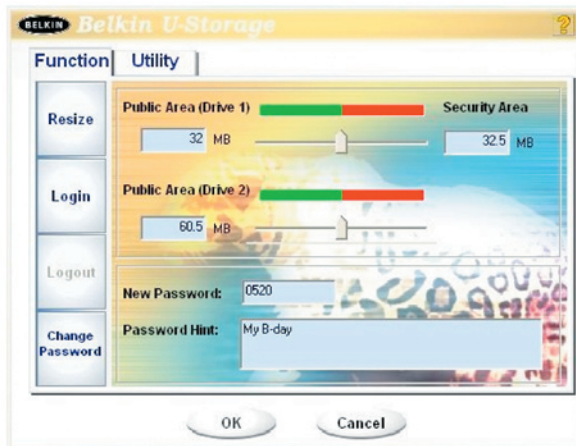 BELKIN Belkin U-Storage ?
Function Utility
Resize
Login
Logout
Change
Password
Public Area (Drive 1)
32 MB
Security Area
32.5 MB
Public Area (Drive 2)
60.5 MB
New Password: 0520
Password Hint: My B-day
OK Cancel